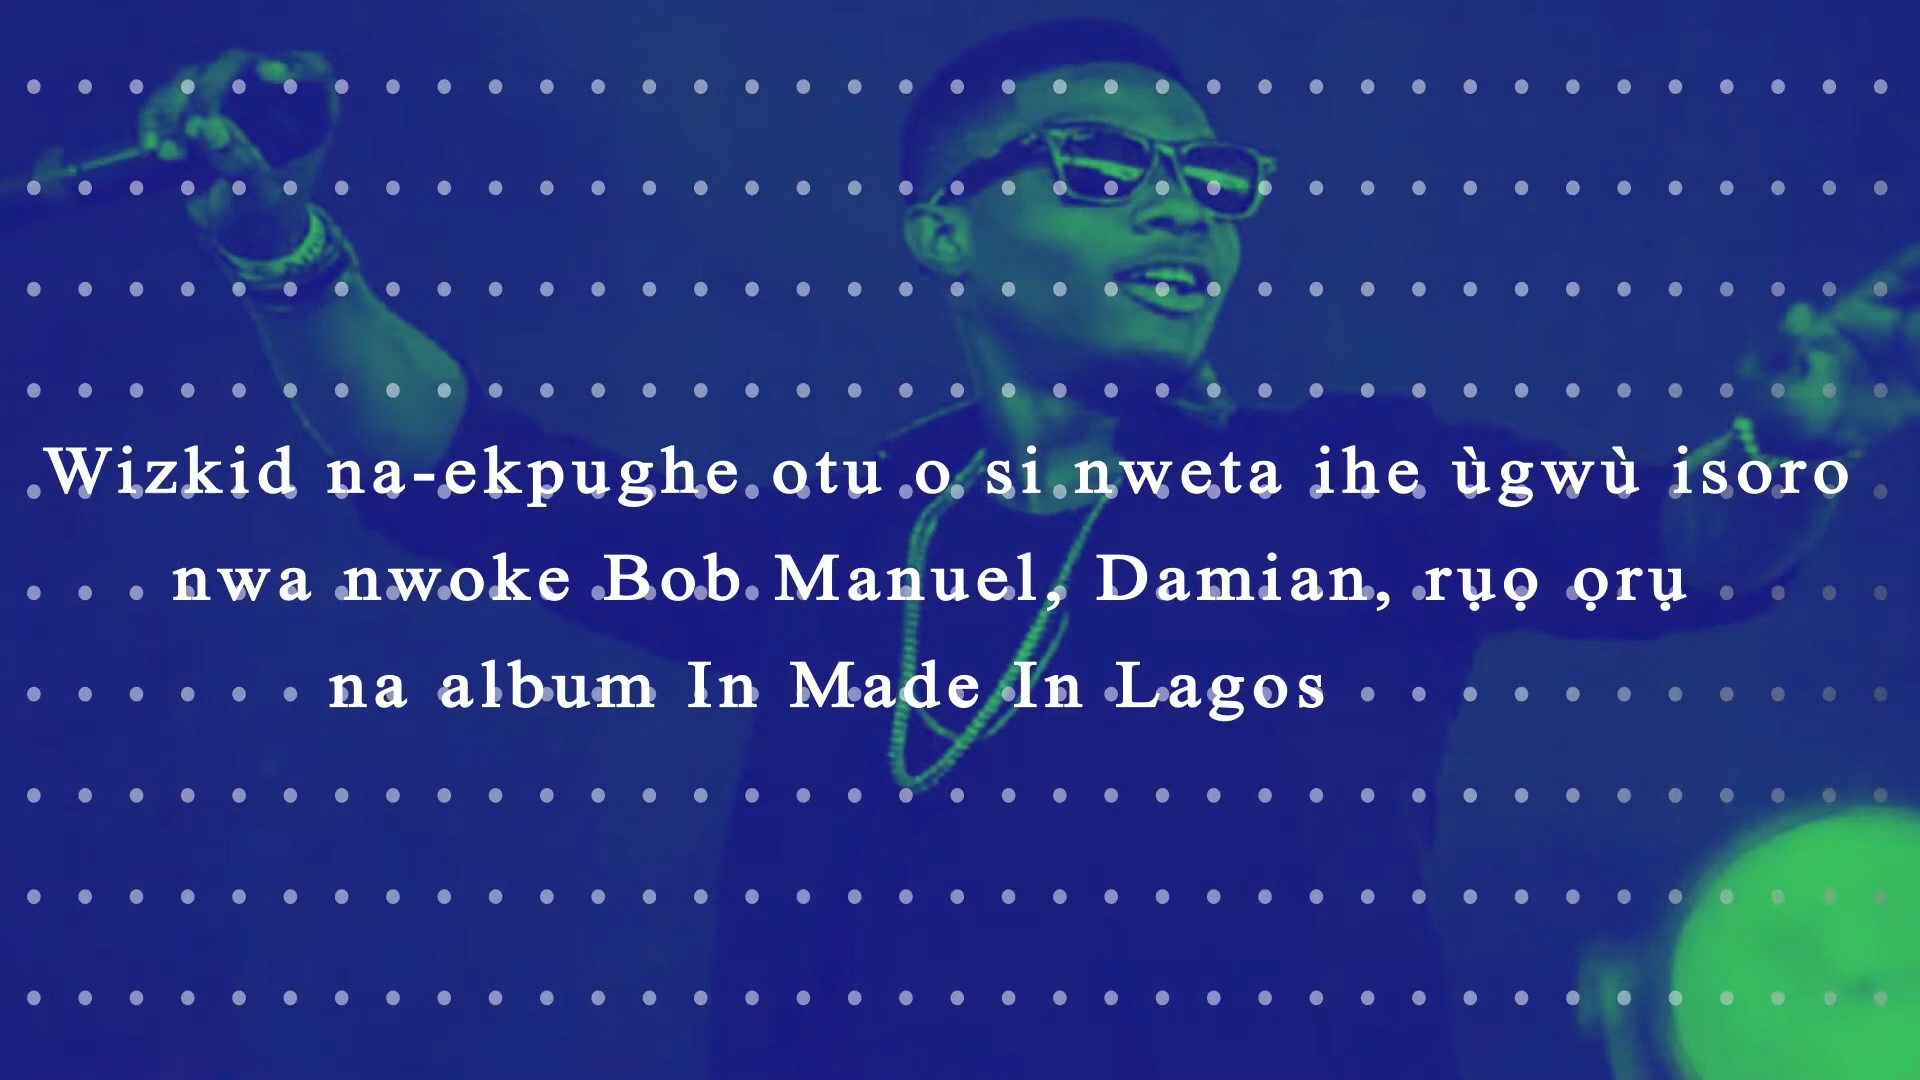 Wizkid na-ekpughe otu o si nweta ihe ùgwù isoro
nwa nwoke Bob Manuel, Damian, rụọ ọrụ
na album In Made In Lagos